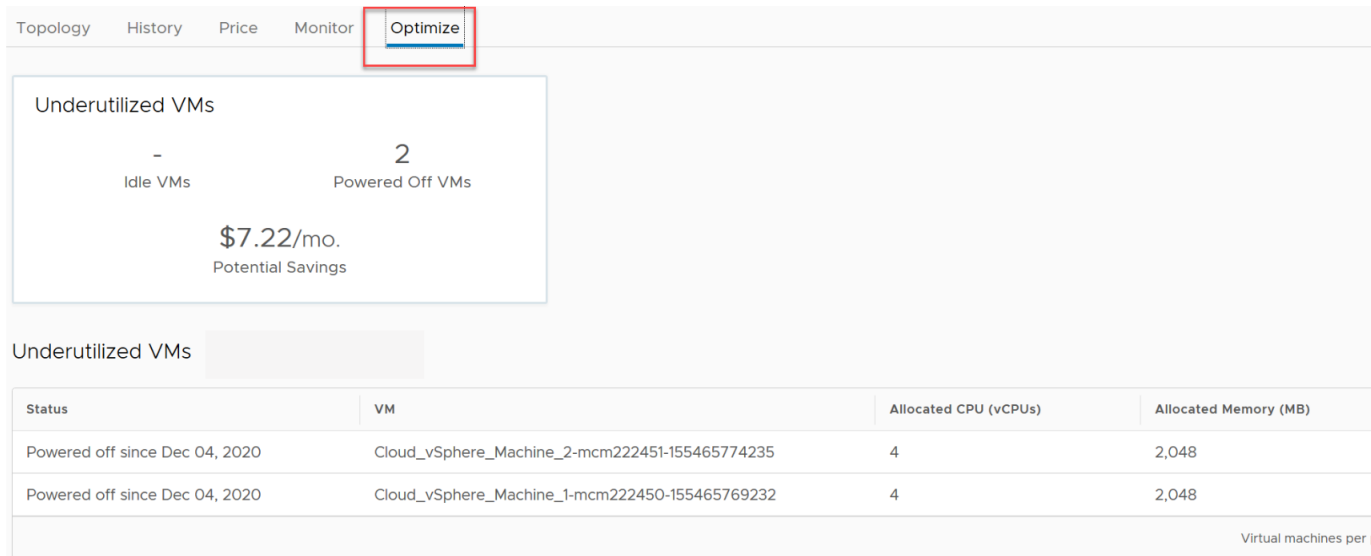 Topology History Price Monitor Optimize
Underutilized VMs
- 2
Idle VMs Powered Off VMs
$7.22/mo.
Potential Savings
Underutilized VMs
Status VM Allocated CPU (vCPUs) Allocated Memory (MB)
Powered off since Dec 04, 2020 Cloud_vSphere_Machine_2-mcm222451-155465774235 4 2,048
Powered off since Dec 04, 2020 Cloud_vSphere_Machine_1-mcm222450-155465769232 4 2,048
Virtual machines per